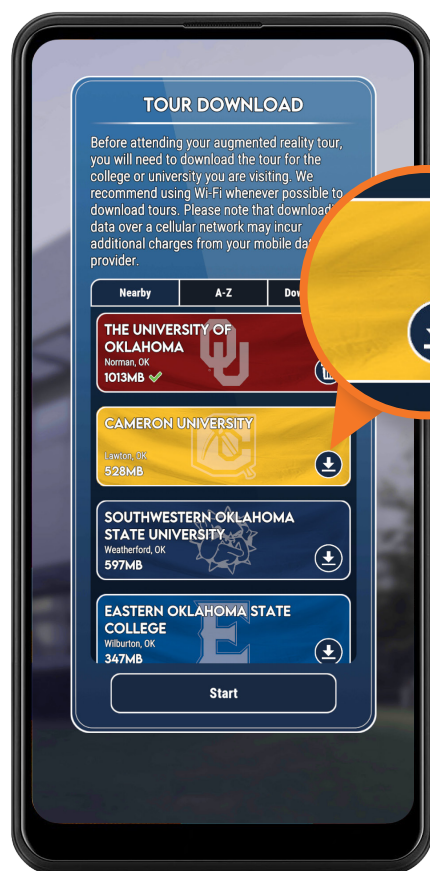 TOUR DOWNLOAD
Before attending your augmented reality tour,
you will need to download the tour for the
college or university you are visiting. We
recommend using Wi-Fi whenever possible to
download tours. Please note that
data over a cellular network may incur
additional charges from your mobile
provider.
Nearby A-Z
THE UNIVERSITY OF
OKLAHOMA
OU
Norman, OK
1013MB
CAMERON UNIVERSITY
C
Lawton, OK
528MB
SOUTHWESTERN OKLAHOMA
STATE UNIVERSITY
Weatherford, OK
597MB
EASTERN OKLAHOMA STATE
COLLEGE
E
Wilburton, OK
347MB
Start